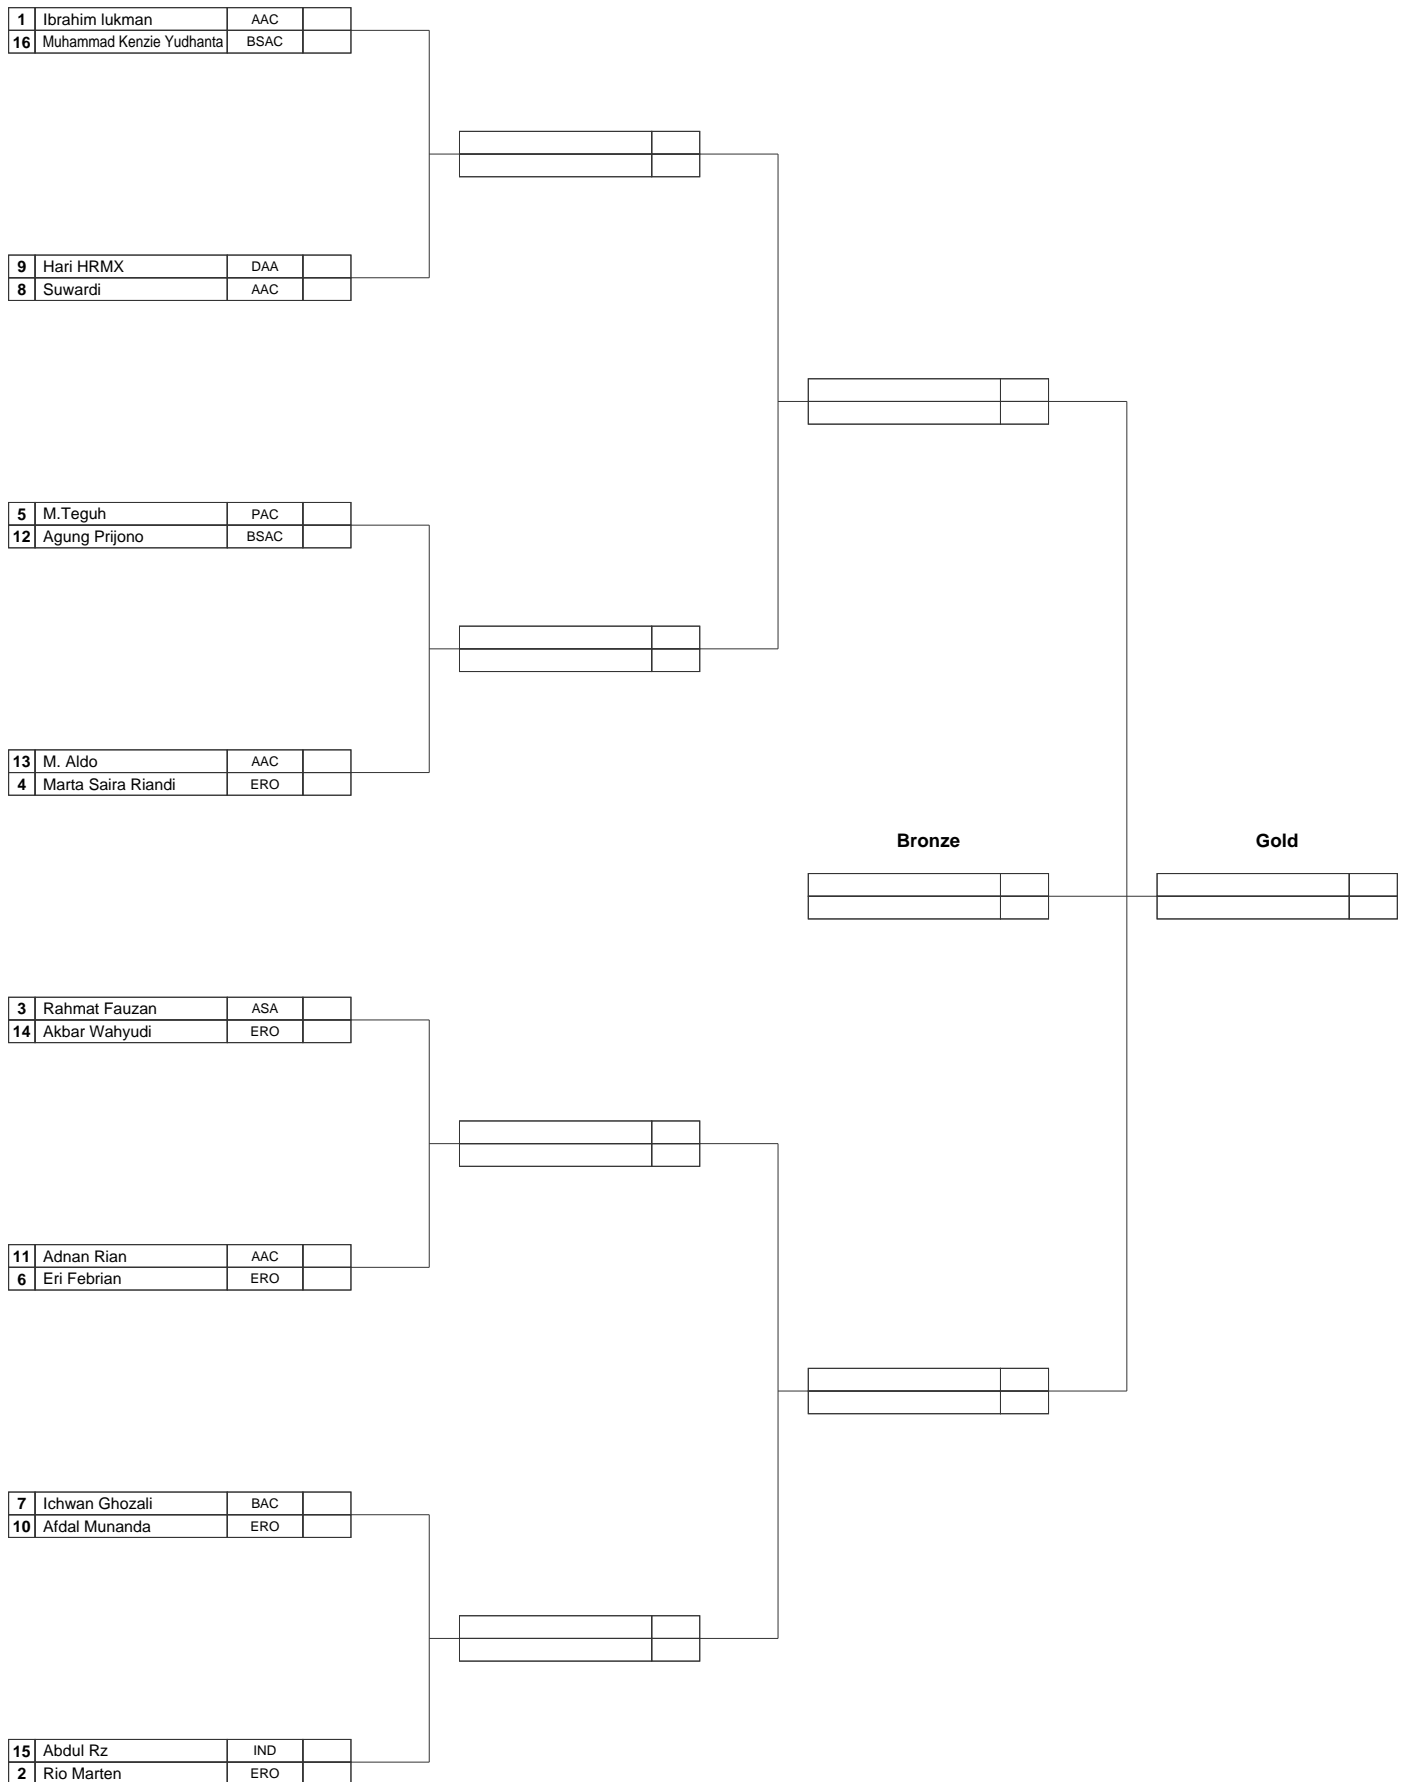 1 Ibrahim lukman AAC
16 Muhammad Kenzie Yudhanta BSAC
9 Hari HRMX DAA
8 Suwardi AAC
5 M.Teguh PAC
12 Agung Prijono BSAC
13 M. Aldo AAC
4 Marta Saira Riandi ERO
Bronze Gold
3 Rahmat Fauzan ASA
14 Akbar Wahyudi ERO
11 Adnan Rian AAC
6 Eri Febrian ERO
7 Ichwan Ghozali BAC
10 Afdal Munanda ERO
15 Abdul Rz IND
2 Rio Marten ERO